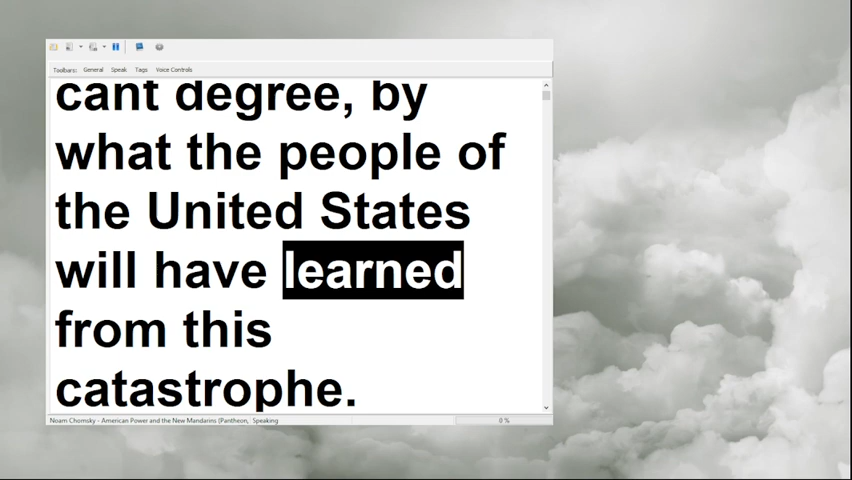 Toolbars: General Speak Tags Voice Controls
cant degree, by
what the people of
the United States
will have learned
from this
catastrophe.
Noam Chomsky - American Power and the New Mandarins (Pantheon, Speaking
0 %